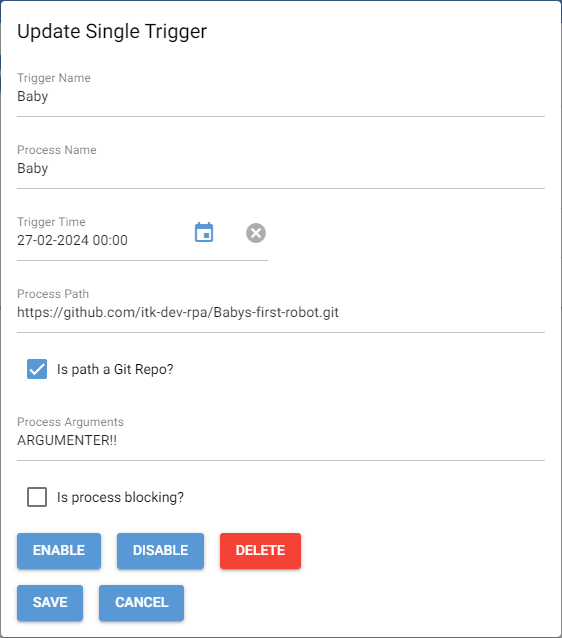 Update Single Trigger
Trigger Name
Baby
Process Name
Baby
Trigger Time
27-02-2024 00:00
Process Path
https://github.com/itk-dev-rpa/Babys-first-robot.git
Is path a Git Repo?
Process Arguments
ARGUMENTER!!
Is process blocking?
ENABLE DISABLE DELETE
SAVE CANCEL